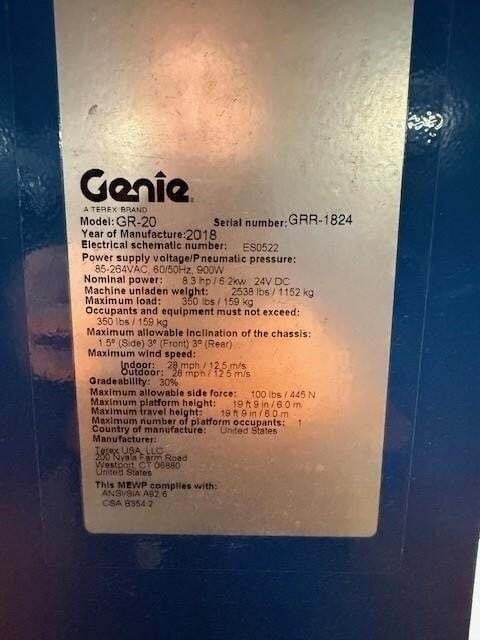 Genie
A TEREX BRAND
Model: GR-20 Serial number: GRR-1824
Year of Manufacture: 2018
Electrical schematic number: ES0522
Power supply voltage/Pneumatic pressure:
85-264VAC, 60/50Hz, 900W
Nominal power: 8.3 hp / 6.2kw 24V DC
Machine unladen weight: 2538 lbs / 1152 kg
Maximum load: 350 lbs / 159 kg
Occupants and equipment must not exceed:
350 lbs / 159 kg
Maximum allowable inclination of the chassis:
1.5° (Side) 3° (Front) 3° (Rear)
Maximum wind speed:
Indoor: 28 mph / 12.5 m/s
Outdoor: 28 mph / 12.5 m/s
Gradeability: 30%
Maximum allowable side force: 100 lbs / 445 N
Maximum platform height: 19 ft 9 in / 6.0 m
Maximum travel height: 19 ft 9 in / 6.0 m
Maximum number of platform occupants: 1
Country of manufacture: United States
Manufacturer:
Terex USA, LLC
200 Nyala Farm Road
Westport, CT 06880
United States
This MEWP complies with:
ANSI/SIA A92.6
CSA B354.2